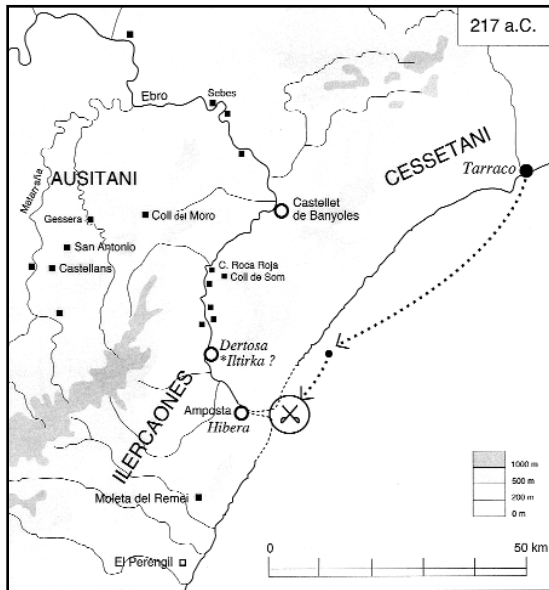 217 a.C.
Ebro
Sebes
CESSETANI
Tarraco
AUSITANI
Matarraña
Gessera
Coll del Moro
Castellet
de Banyoles
San Antonio
Castellans
C. Roca Roja
Coll de Som
Dertosa
*Iltirka ?
ILERCAONES
Amposta
Hibera
Moleta del Remei
El Perengil
1000 m
500 m
200 m
0 m
0
50 km